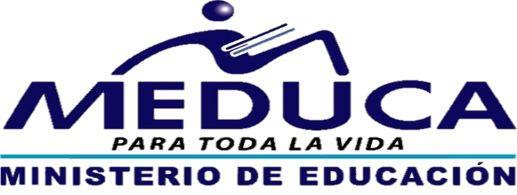 MEDUCA
PARA TODA LA VIDA
MINISTERIO DE EDUCACIÓN